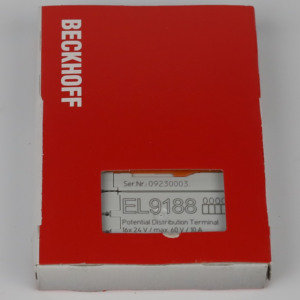 BECKHOFF
Ser.Nr. 09230003
EL9188
Potential Distribution Terminal
16x 24 V / max. 60 V / 10 A